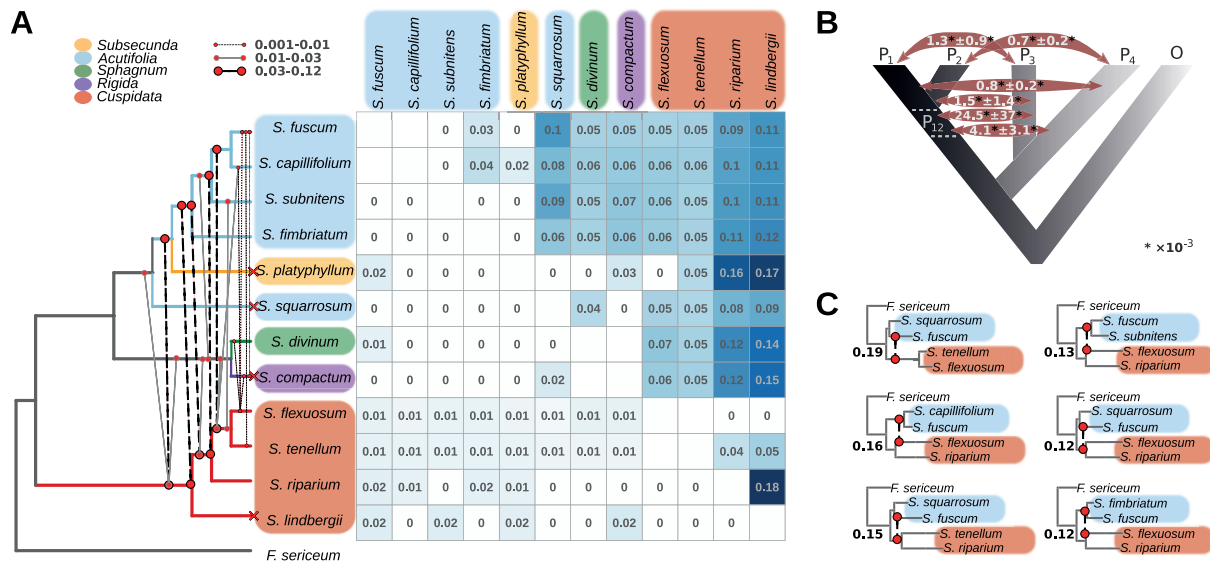 A
Subsecunda
Acutifolia
Sphagnum
Rigida
Cuspidata
0.001-0.01
0.01-0.03
0.03-0.12
S. fuscum
S. capillifolium
S. subnitens
S. fimbriatum
S. platyphyllum
S. squarrosum
S. divinum
S. compactum
S. flexuosum
S. tenellum
S. riparium
S. lindbergii
S. fuscum 0 0.03 0 0.1 0.05 0.05 0.05 0.05 0.09 0.11
S. capillifolium 0 0.04 0.02 0.08 0.06 0.06 0.06 0.06 0.1 0.11
S. subnitens 0 0 0 0 0.09 0.05 0.07 0.06 0.05 0.1 0.11
S. fimbriatum 0 0 0 0 0.06 0.05 0.06 0.06 0.05 0.11 0.12
S. platyphyllum 0.02 0 0 0 0 0 0.03 0 0.05 0.16 0.17
S. squarrosum 0 0 0 0 0 0.04 0 0.05 0.05 0.08 0.09
S. divinum 0.01 0 0 0 0 0 0.07 0.05 0.12 0.14
S. compactum 0 0 0 0 0 0.02 0.06 0.05 0.12 0.15
S. flexuosum 0.01 0.01 0.01 0.01 0.01 0.01 0.01 0.01 0 0
S. tenellum 0.01 0.01 0.01 0.01 0.01 0.01 0.01 0.01 0.04 0.05
S. riparium 0.02 0.01 0 0.02 0.01 0 0 0 0 0 0.18
S. lindbergii 0.02 0 0.02 0 0.02 0 0 0.02 0 0 0
F. sericeum
B
1.3*±0.9*
0.7*±0.2*
P1 P2 P3 P4 O
0.8*±0.2*
1.5*±1.4*
24.5*±37*
P12
4.1*±3.1*
* ×10-3
C
F. sericeum
S. squarrosum
S. fuscum
0.19
S. tenellum
S. flexuosum
F. sericeum
S. fuscum
S. subnitens
0.13
S. flexuosum
S. riparium
F. sericeum
S. capillifolium
S. fuscum
0.16
S. flexuosum
S. riparium
F. sericeum
S. squarrosum
S. fuscum
0.12
S. flexuosum
S. riparium
F. sericeum
S. squarrosum
S. fuscum
0.15
S. tenellum
S. riparium
F. sericeum
S. fimbriatum
S. fuscum
0.12
S. flexuosum
S. riparium